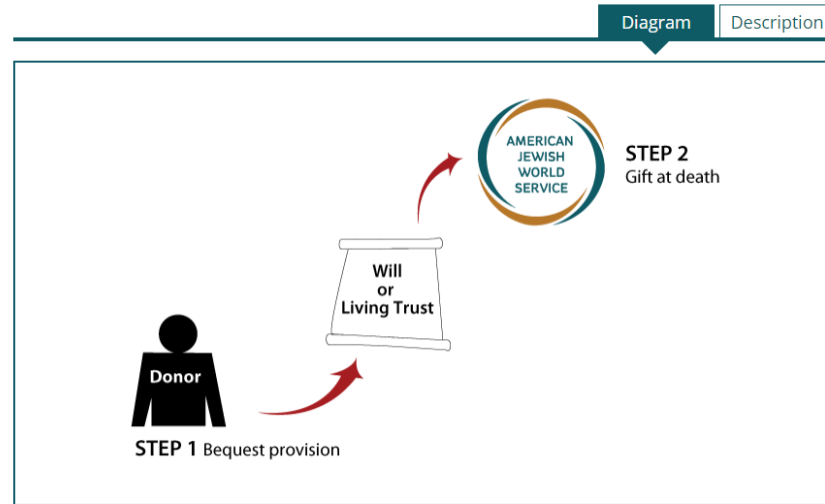 Diagram
Description
AMERICAN
JEWISH
WORLD
SERVICE
STEP 2
Gift at death
Will
or
Living Trust
Donor
STEP 1 Bequest provision